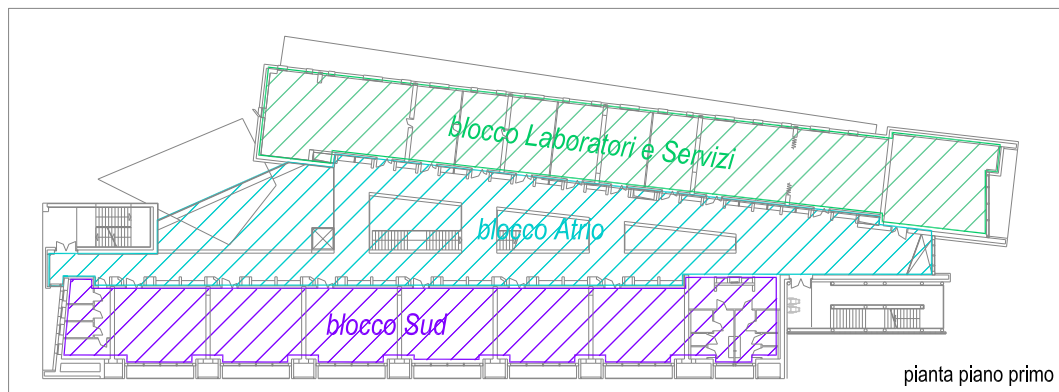 blocco Laboratori e Servizi
blocco Atrio
blocco Sud
pianta piano primo